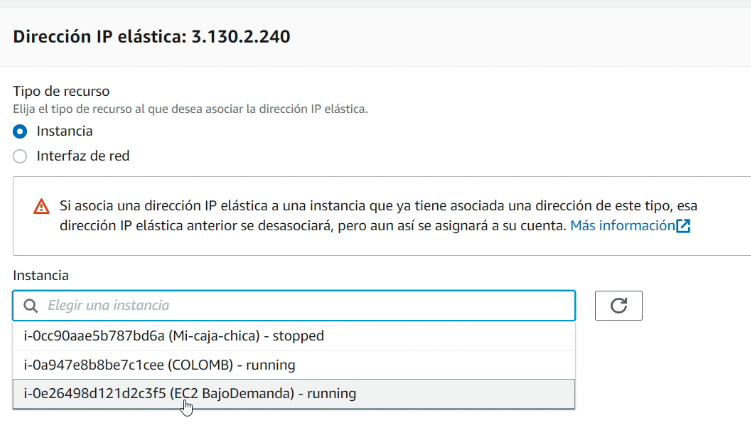 Dirección IP elástica: 3.130.2.240
Tipo de recurso
Elija el tipo de recurso al que desea asociar la dirección IP elástica.
Instancia
Interfaz de red
Si asocia una dirección IP elástica a una instancia que ya tiene asociada una dirección de este tipo, esa
dirección IP elástica anterior se desasociará, pero aun así se asignará a su cuenta. Más información
Instancia
Elegir una instancia
i-0cc90aae5b787bd6a (Mi-caja-chica) - stopped
i-0a947e8b8be7c1cee (COLOMB) - running
i-0e26498d121d2c3f5 (EC2 BajoDemanda) - running